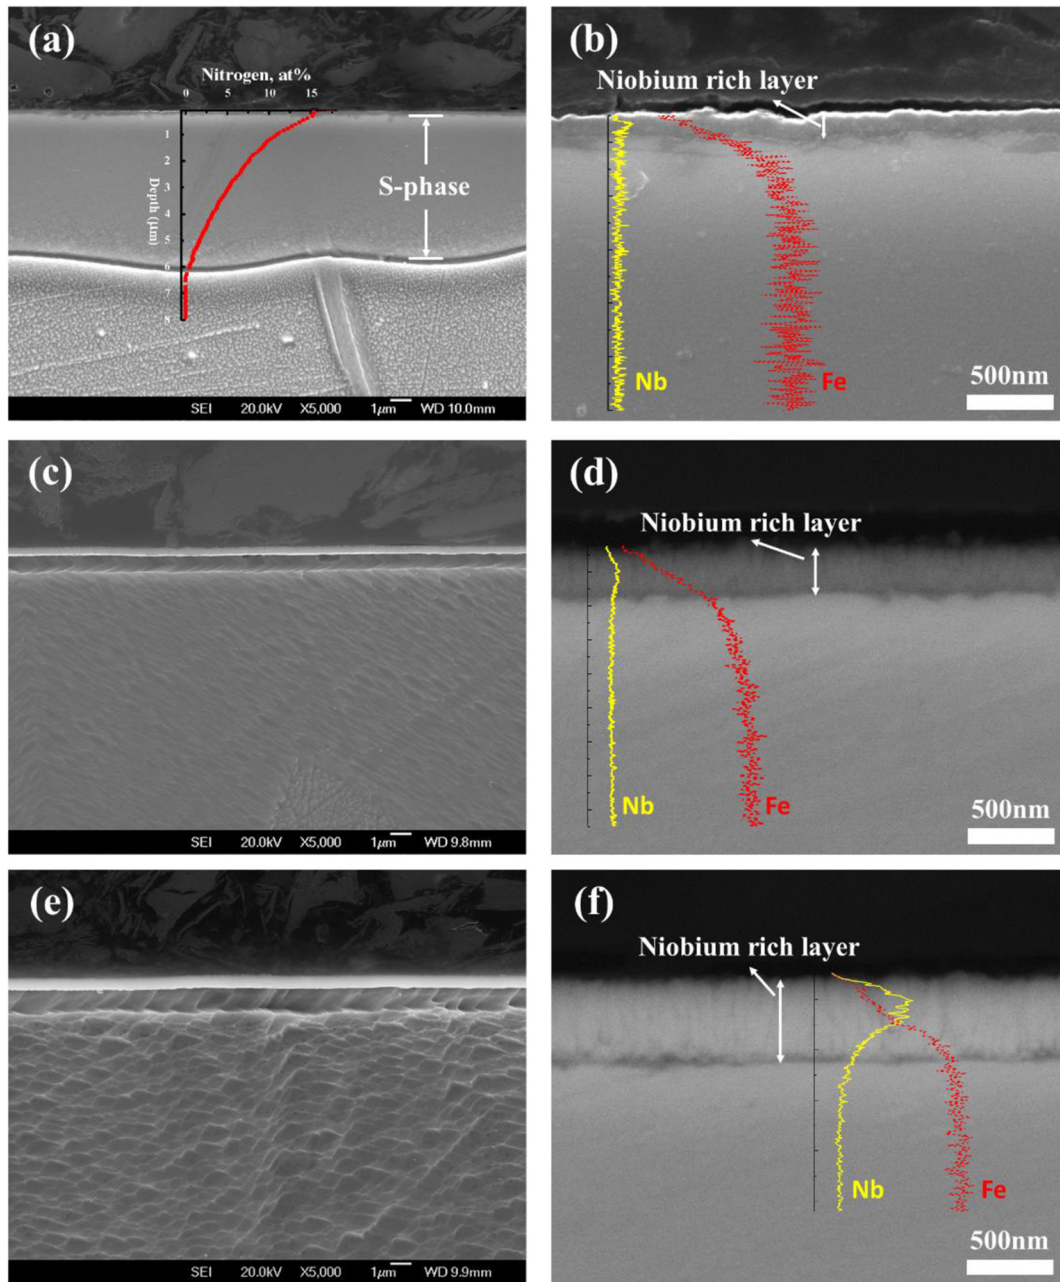 (a)
Nitrogen, at%
0 5 10 15
1
2
3
4
5
6
7
8
Depth (μm)
S-phase
SEI 20.0kV X5,000 1μm WD 10.0mm
(b)
Niobium rich layer
Nb
Fe
500nm
(c)
SEI 20.0kV X5,000 1μm WD 9.8mm
(d)
Niobium rich layer
Nb
Fe
500nm
(e)
SEI 20.0kV X5,000 1μm WD 9.9mm
(f)
Niobium rich layer
Nb
Fe
500nm